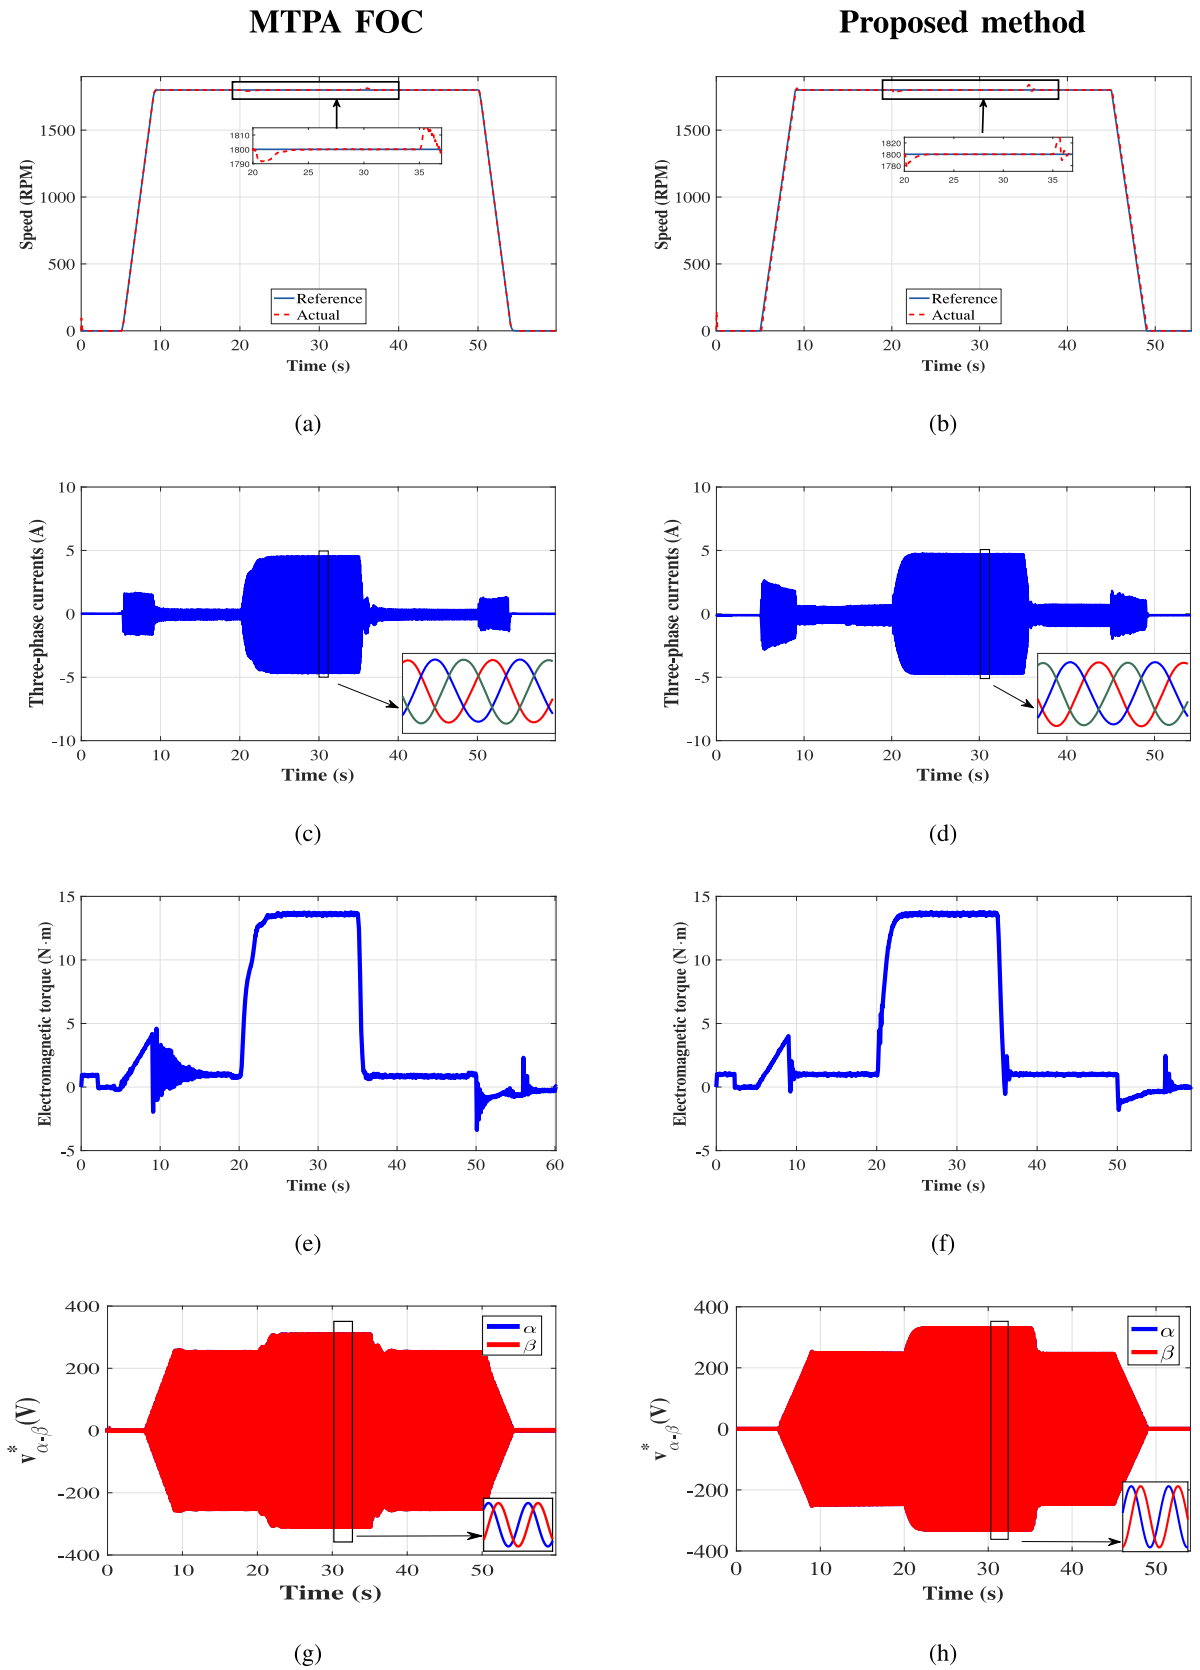 MTPA FOC Proposed method
1500
1000
500
0
Speed (RPM)
1810
1800
1790
20 25 30 35
Reference
Actual
0 10 20 30 40 50
Time (s)
(a)
1500
1000
500
0
Speed (RPM)
1820
1800
1780
20 25 30 35
Reference
Actual
0 10 20 30 40 50
Time (s)
(b)
10
5
0
-5
-10
Three-phase currents (A)
0 10 20 30 40 50
Time (s)
(c)
10
5
0
-5
-10
Three-phase currents (A)
0 10 20 30 40 50
Time (s)
(d)
15
10
5
0
-5
Electromagnetic torque (N·m)
0 10 20 30 40 50 60
Time (s)
(e)
15
10
5
0
-5
Electromagnetic torque (N·m)
0 10 20 30 40 50
Time (s)
(f)
400
200
0
-200
-400
v*α-β(V)
α
β
0 10 20 30 40 50
Time (s)
(g)
400
200
0
-200
-400
v*α-β(V)
α
β
0 10 20 30 40 50
Time (s)
(h)